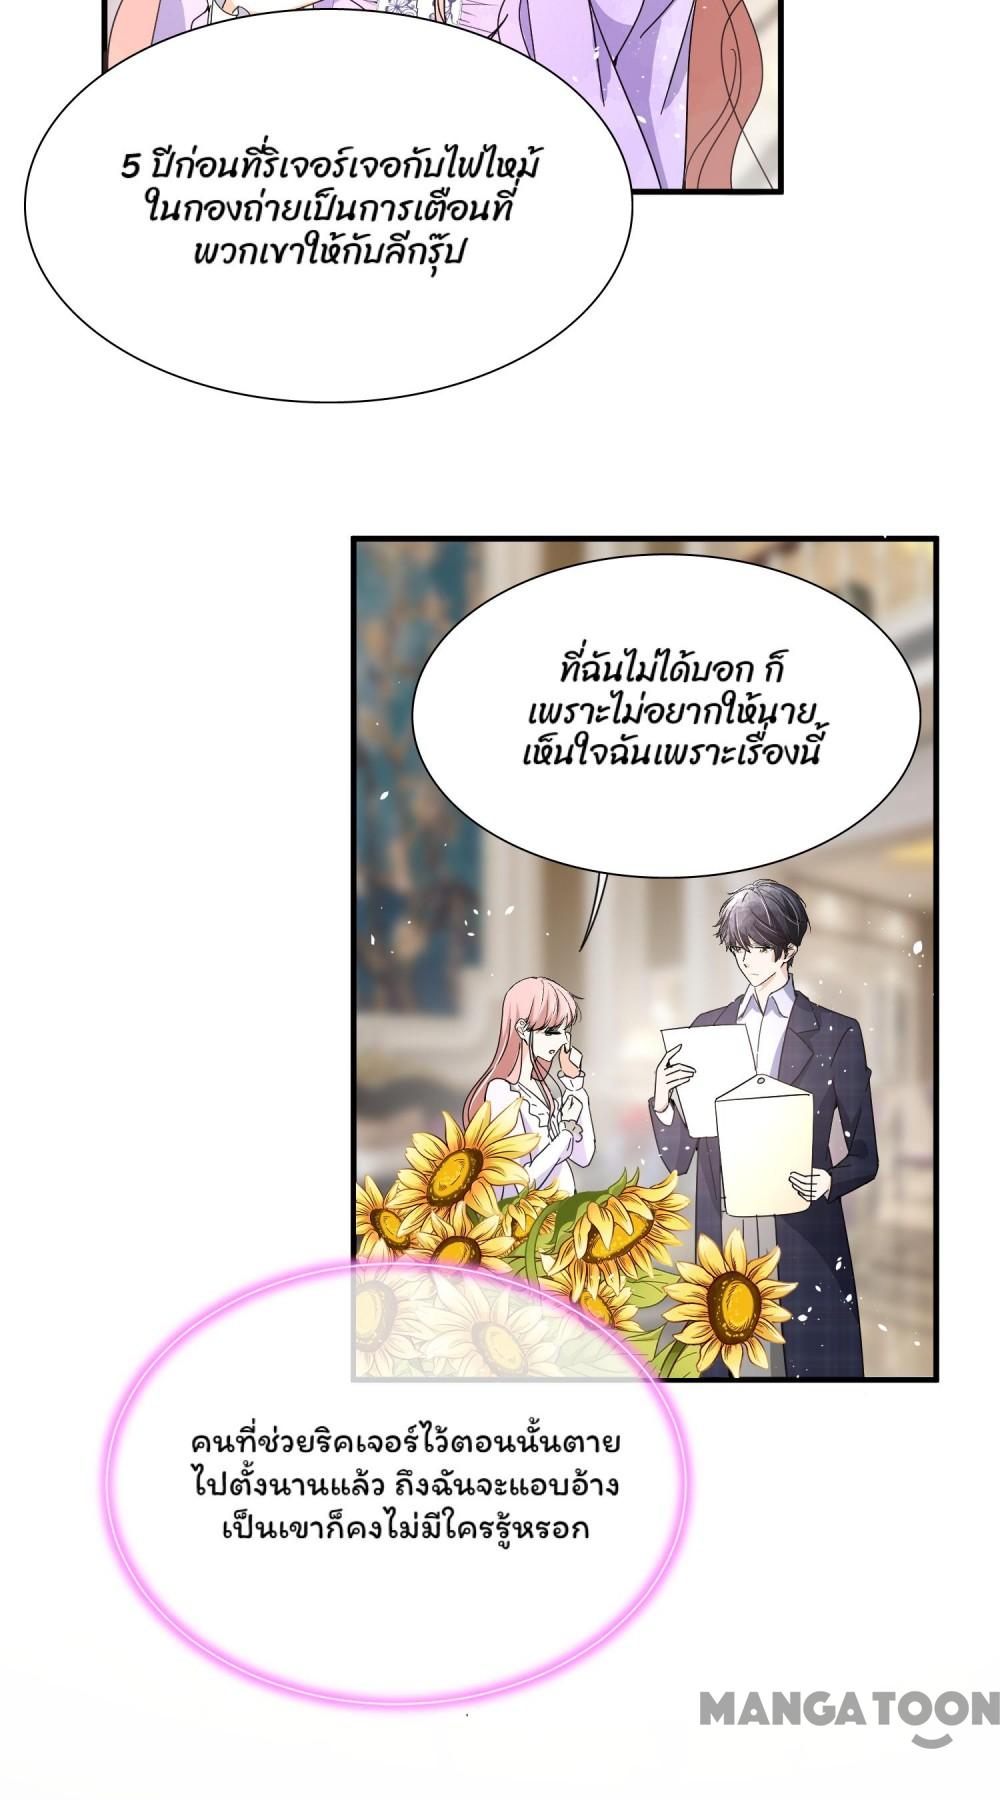 5 ปีก่อนที่ริเจอร์เจอกับไฟไหม้
ในกองถ่ายเป็นการเตือนที่
พวกเขาให้กับลีกรุ๊ป
ที่ฉันไม่ได้บอก ก็
เพราะไม่อยากให้นาย
เห็นใจฉันเพราะเรื่องนี้
คนที่ช่วยริคเจอร์ไว้ตอนนั้นตาย
ไปตั้งนานแล้ว ถึงฉันจะแอบอ้าง
เป็นเขาก็คงไม่มีใครรู้หรอก
MANGATOON